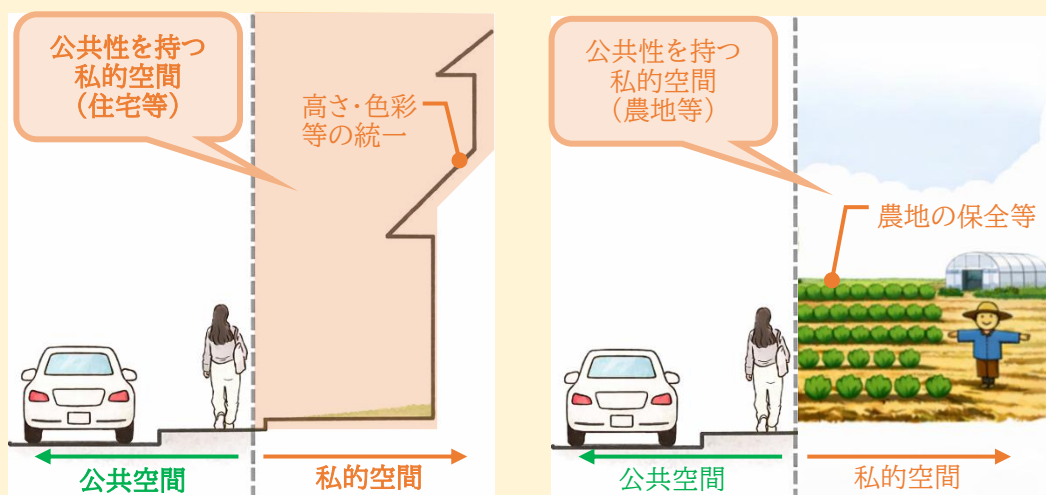 公共性を持つ
私的空間
（住宅等）
高さ・色彩
等の統一
公共空間
私的空間
公共性を持つ
私的空間
（農地等）
農地の保全等
公共空間
私的空間